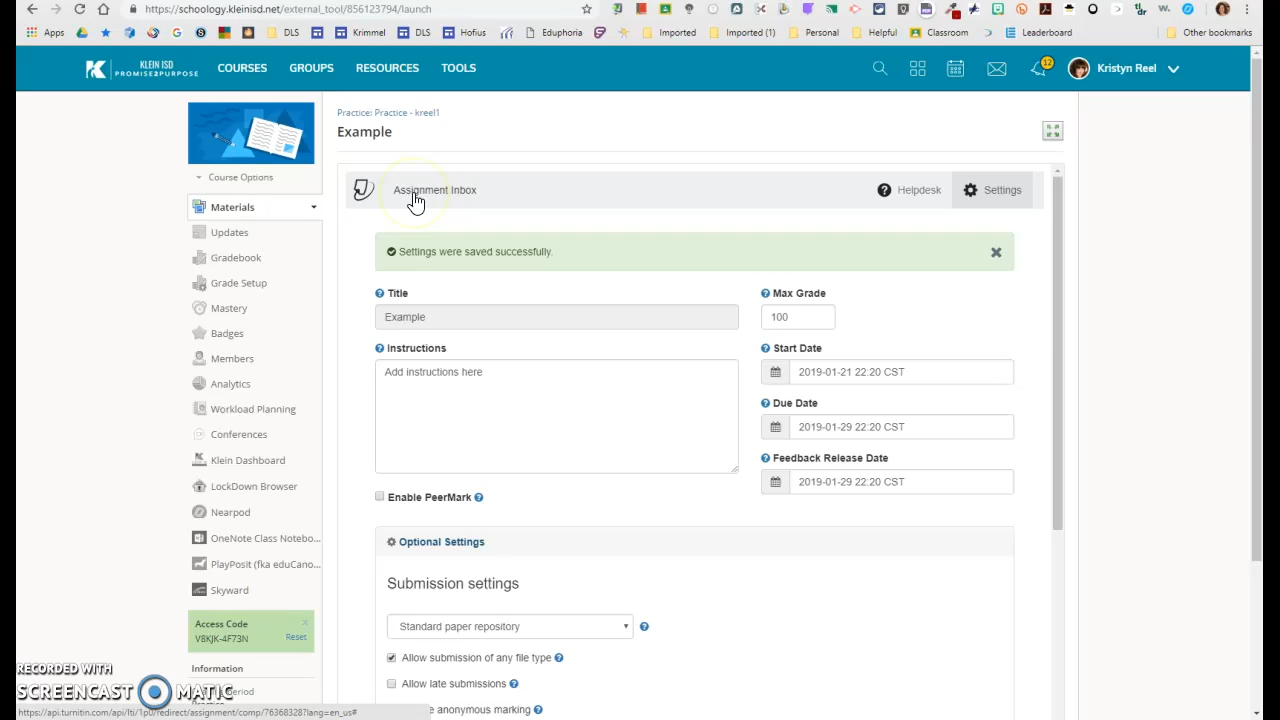 https://schoology.kleinisd.net/external_tool/856123794/launch
Apps
DLS
Krimmel
DLS
Hofius
Eduphoria
Imported
Imported (1)
Personal
Helpful
Classroom
»
Leaderboard
Other bookmarks
K KLEIN ISD
PROMISE2PURPOSE
COURSES GROUPS RESOURCES TOOLS
12
Kristyn Reel
Practice: Practice - kreel1
Example
Course Options
Materials
Updates
Gradebook
Grade Setup
Mastery
Badges
Members
Analytics
Workload Planning
Conferences
Klein Dashboard
LockDown Browser
Nearpod
OneNote Class Notebo...
PlayPosit (fka eduCano...
Skyward
Access Code
V8KJK-4F73N
Reset
Information
Assignment Inbox
Helpdesk
Settings
Settings were saved successfully.
Title
Example
Max Grade
100
Instructions
Add instructions here
Start Date
2019-01-21 22:20 CST
Due Date
2019-01-29 22:20 CST
Feedback Release Date
2019-01-29 22:20 CST
Enable PeerMark
Optional Settings
Submission settings
Standard paper repository
Allow submission of any file type
Allow late submissions
anonymous marking
RECORDED WITH
SCREENCAST MATIC
https://api.turnitin.com/api/lti/1p0/redirect/assignment/comp/76368328?lang=en_us#